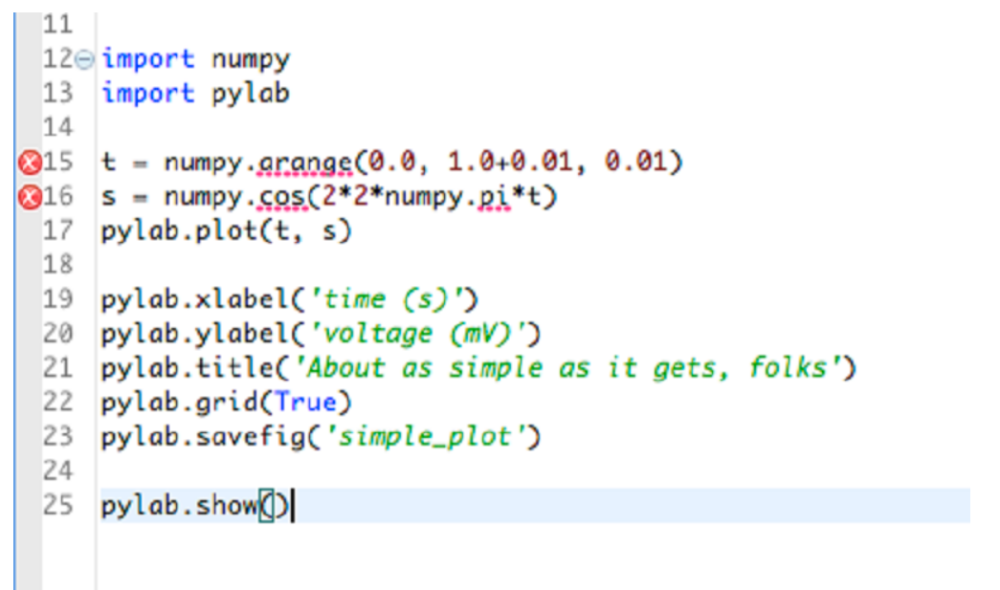 11
12 import numpy
13 import pylab
14
15 t = numpy.arange(0.0, 1.0+0.01, 0.01)
16 s = numpy.cos(2*2*numpy.pi*t)
17 pylab.plot(t, s)
18
19 pylab.xlabel('time (s)')
20 pylab.ylabel('voltage (mV)')
21 pylab.title('About as simple as it gets, folks')
22 pylab.grid(True)
23 pylab.savefig('simple_plot')
24
25 pylab.show()